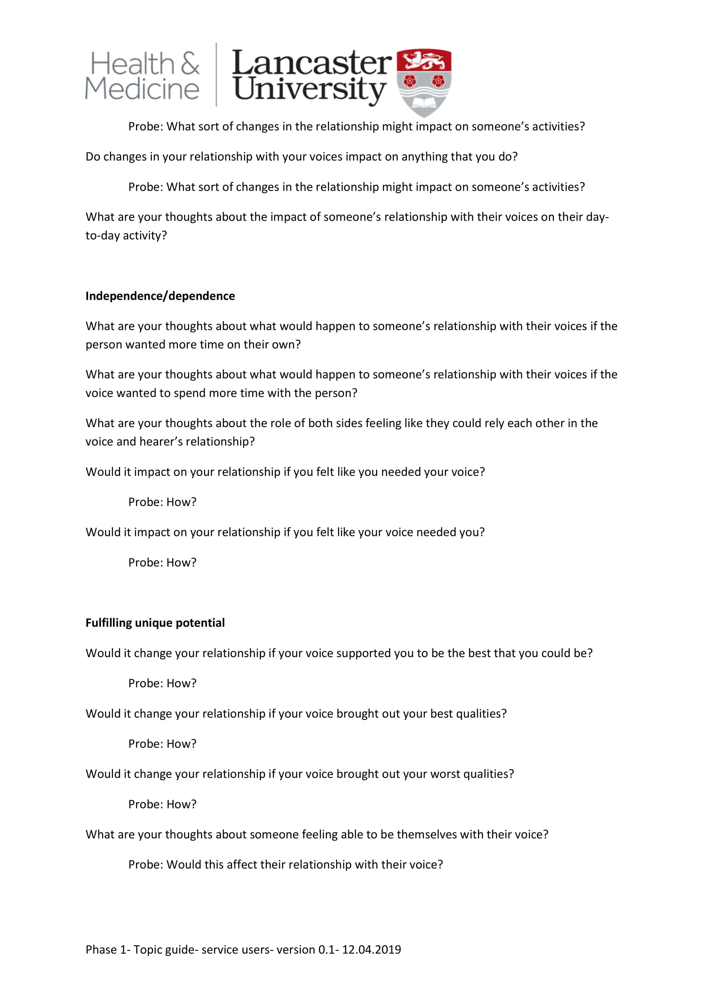 Health &
Medicine
Lancaster
University
Probe: What sort of changes in the relationship might impact on someone’s activities?
Do changes in your relationship with your voices impact on anything that you do?
Probe: What sort of changes in the relationship might impact on someone’s activities?
What are your thoughts about the impact of someone’s relationship with their voices on their day-
to-day activity?
Independence/dependence
What are your thoughts about what would happen to someone’s relationship with their voices if the
person wanted more time on their own?
What are your thoughts about what would happen to someone’s relationship with their voices if the
voice wanted to spend more time with the person?
What are your thoughts about the role of both sides feeling like they could rely each other in the
voice and hearer’s relationship?
Would it impact on your relationship if you felt like you needed your voice?
Probe: How?
Would it impact on your relationship if you felt like your voice needed you?
Probe: How?
Fulfilling unique potential
Would it change your relationship if your voice supported you to be the best that you could be?
Probe: How?
Would it change your relationship if your voice brought out your best qualities?
Probe: How?
Would it change your relationship if your voice brought out your worst qualities?
Probe: How?
What are your thoughts about someone feeling able to be themselves with their voice?
Probe: Would this affect their relationship with their voice?
Phase 1- Topic guide- service users- version 0.1- 12.04.2019